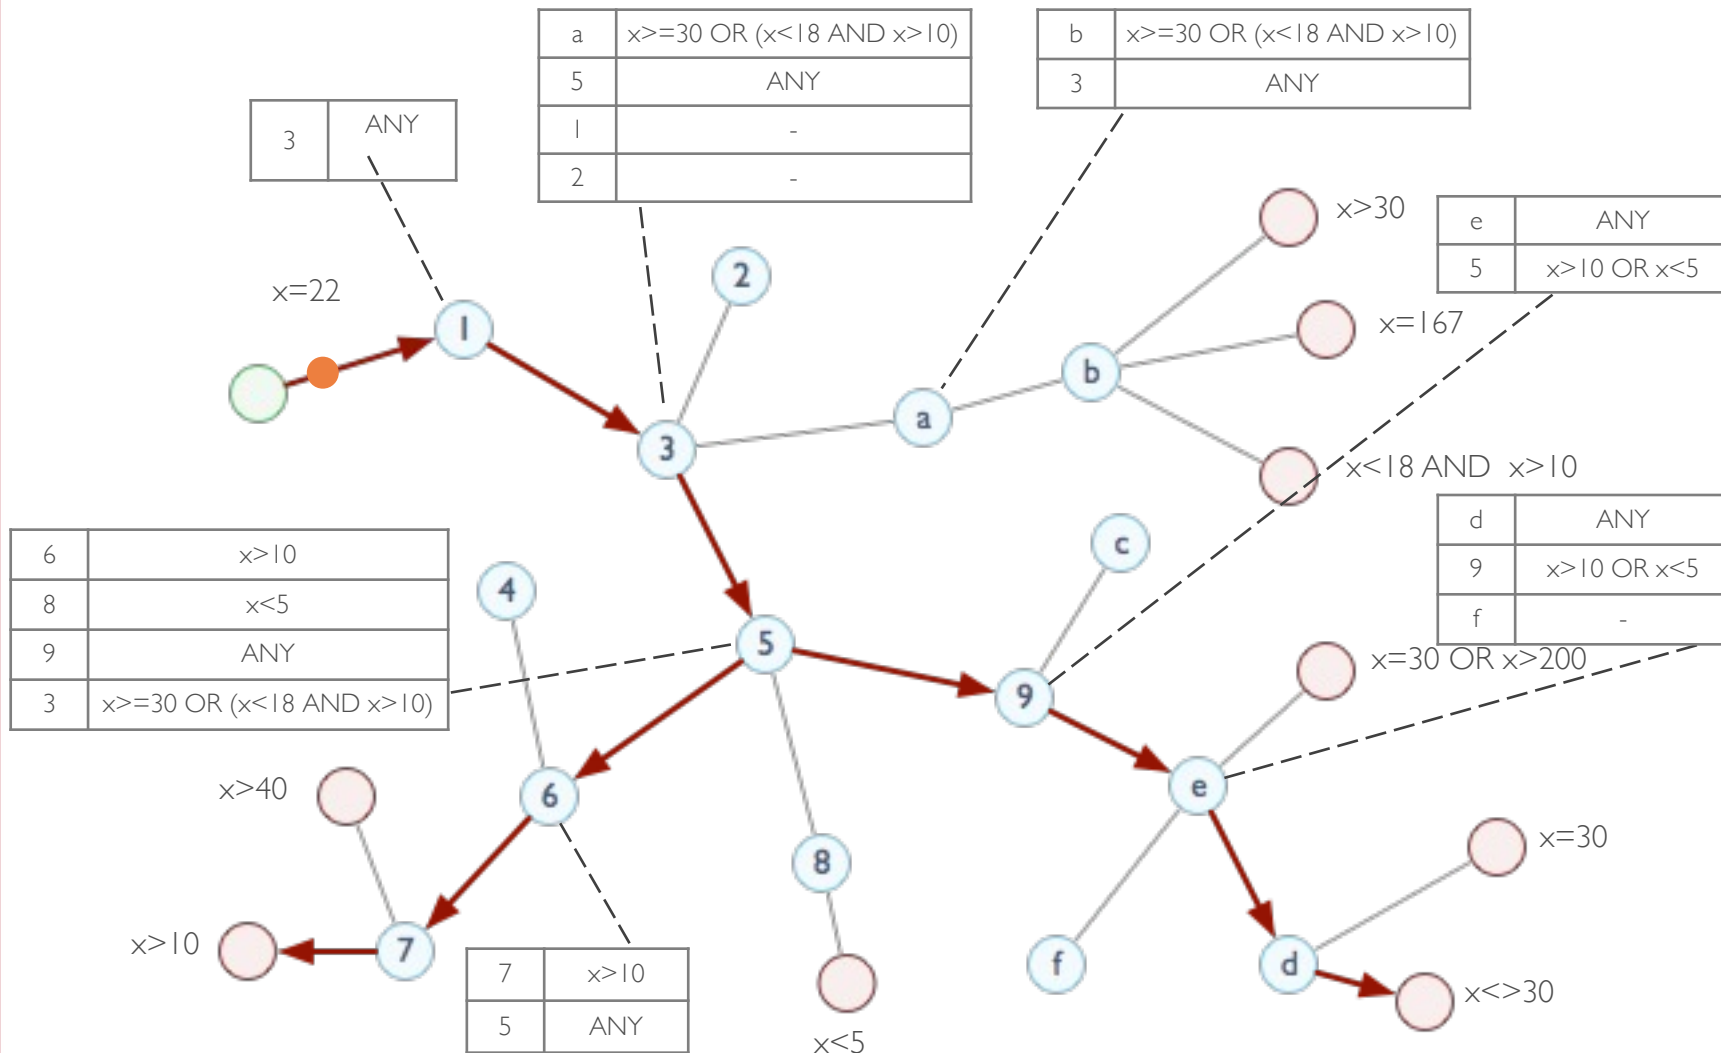 a x>=30 OR (x<18 AND x>10)
5 ANY
1 -
2 -
b x>=30 OR (x<18 AND x>10)
3 ANY
3 ANY
x>30
e ANY
5 x>10 OR x<5
2
x=22
1
x=167
b
a
3
x<18 AND x>10
d ANY
9 x>10 OR x<5
f -
6 x>10
8 x<5
9 ANY
3 x>=30 OR (x<18 AND x>10)
c
4
5
x=30 OR x>200
9
x>40
6
e
x=30
8
x>10
7
f
d
x<>30
7 x>10
5 ANY
x<5